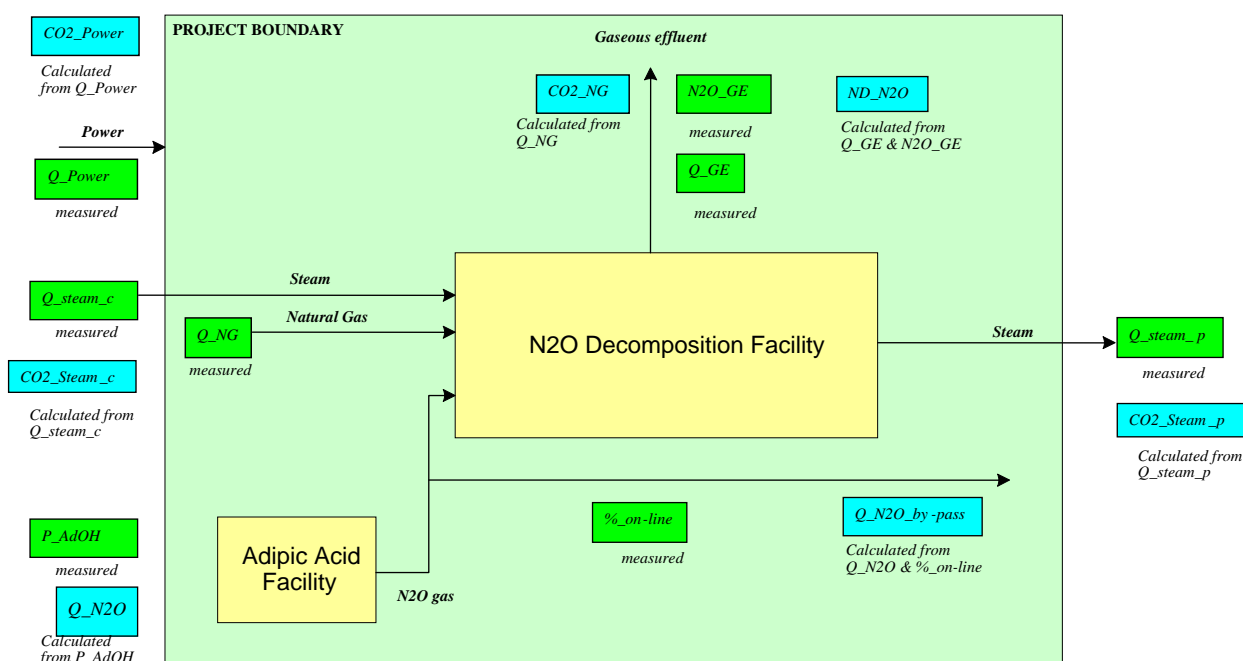 CO2_Power
Calculated
from Q_Power
Power
Q_Power
measured
PROJECT BOUNDARY
Gaseous effluent
CO2_NG
Calculated from
Q_NG
N2O_GE
measured
Q_GE
measured
ND_N2O
Calculated from
Q_GE & N2O_GE
Q_steam_c
measured
CO2_Steam_c
Calculated from
Q_steam_c
Steam
Q_NG
measured
Natural Gas
N2O Decomposition Facility
Steam
Q_steam_ p
measured
CO2_Steam_p
Calculated from
Q_steam_p
P_AdOH
measured
Q_N2O
Calculated
from P_AdOH
Adipic Acid
Facility
N2O gas
%_on-line
measured
Q_N2O_by -pass
Calculated from
Q_N2O & %_on-line